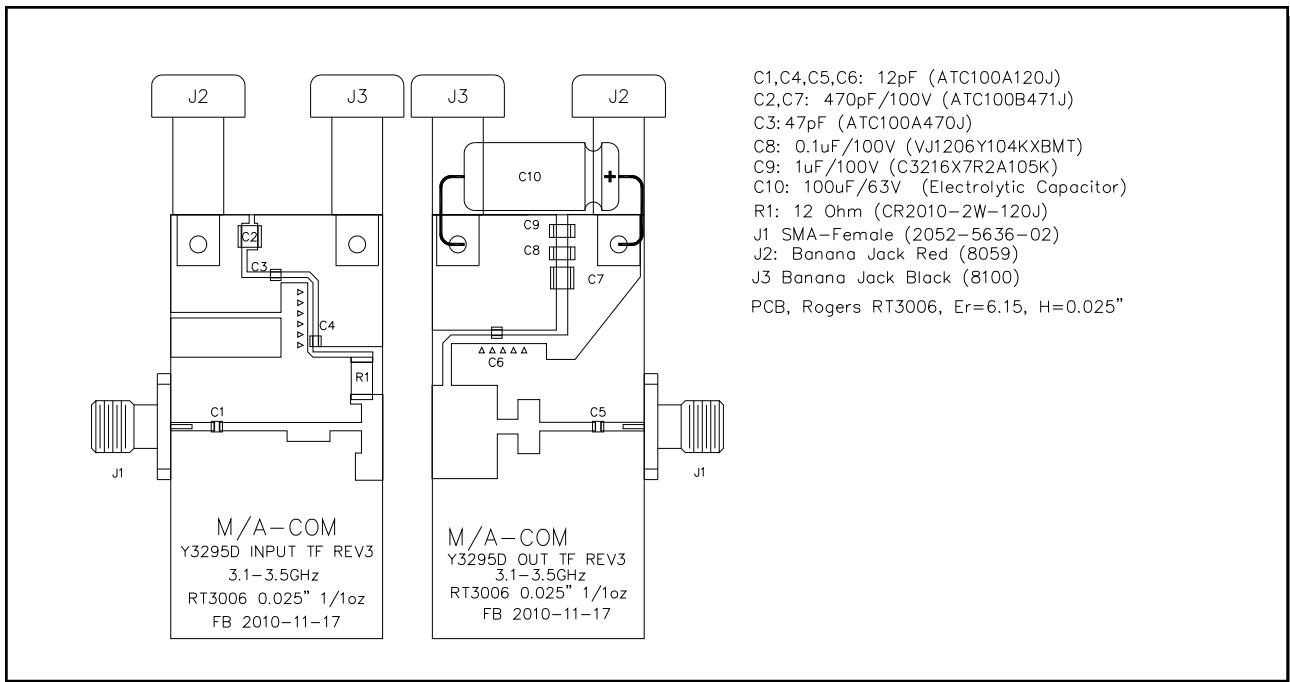 J2
J3
J3
J2
C10
+
C2
C3
C4
R1
C1
J1
C9
C8
C7
C6
C5
J1
M/A-COM
Y3295D INPUT TF REV3
3.1-3.5GHz
RT3006 0.025" 1/1oz
FB 2010-11-17
M/A-COM
Y3295D OUT TF REV3
3.1-3.5GHz
RT3006 0.025" 1/1oz
FB 2010-11-17
C1,C4,C5,C6: 12pF (ATC100A120J)
C2,C7: 470pF/100V (ATC100B471J)
C3: 47pF (ATC100A470J)
C8: 0.1uF/100V (VJ1206Y104KXBMT)
C9: 1uF/100V (C3216X7R2A105K)
C10: 100uF/63V (Electrolytic Capacitor)
R1: 12 Ohm (CR2010-2W-120J)
J1 SMA-Female (2052-5636-02)
J2: Banana Jack Red (8059)
J3 Banana Jack Black (8100)
PCB, Rogers RT3006, Er=6.15, H=0.025"